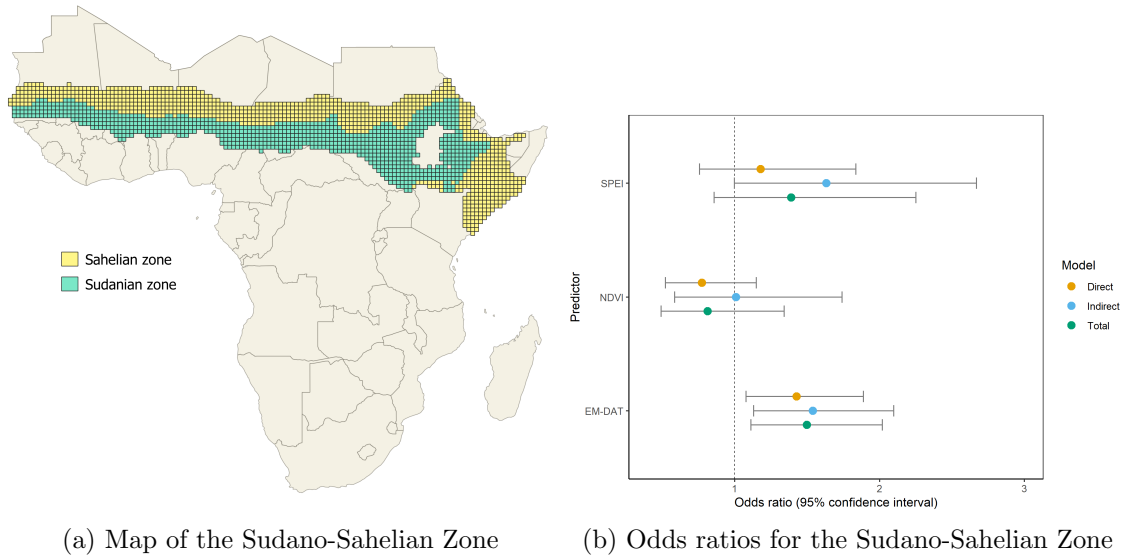 Sahelian zone
Sudanian zone
(a) Map of the Sudano-Sahelian Zone
Predictor
SPEI
NDVI
EM-DAT
1
2
3
Odds ratio (95% confidence interval)
Model
Direct
Indirect
Total
(b) Odds ratios for the Sudano-Sahelian Zone